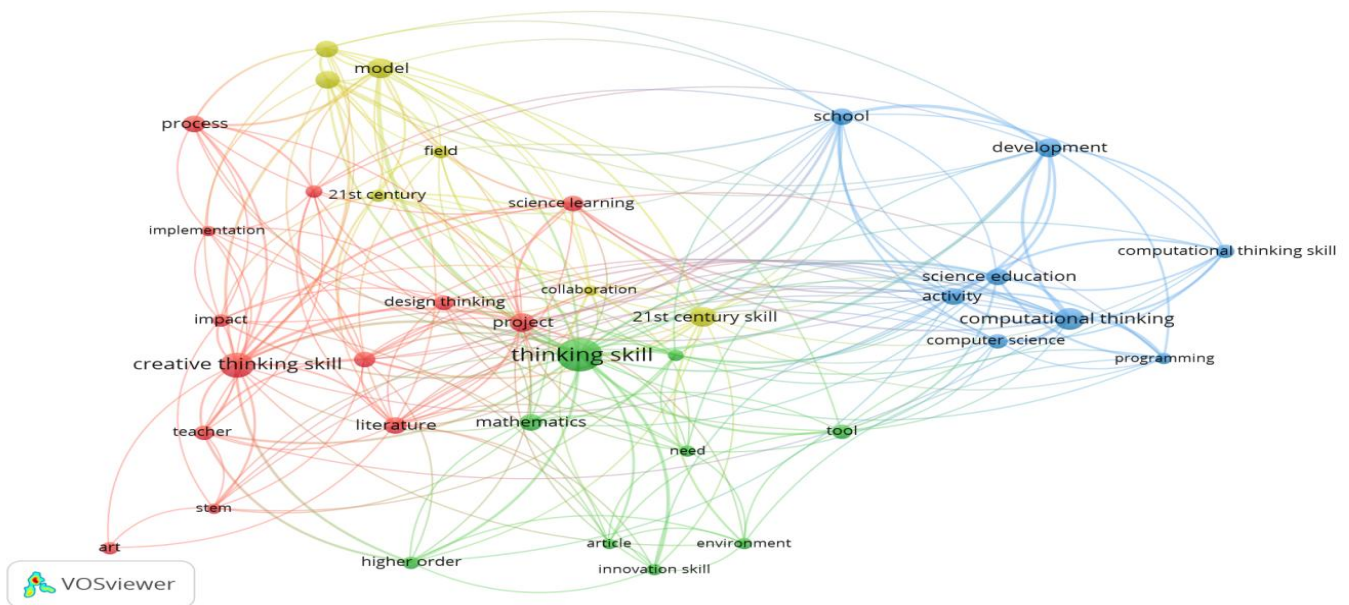 model
process
school
development
field
21st century
science learning
implementation
computational thinking skill
science education
collaboration
activity
design thinking
impact
project
21st century skill
computational thinking
computer science
thinking skill
programming
creative thinking skill
teacher
literature
mathematics
tool
need
stem
art
article
environment
higher order
innovation skill
VOSviewer